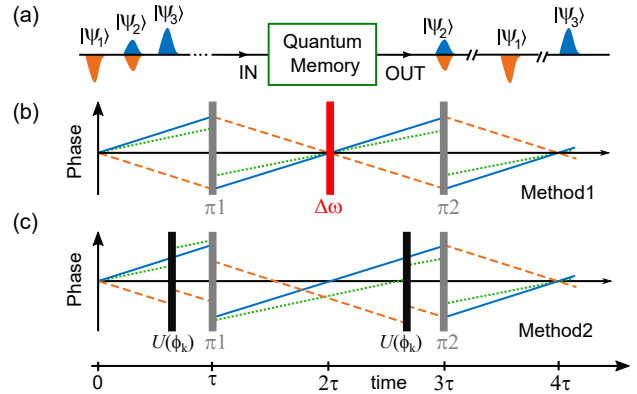 (a)
|Ψ₁⟩ |Ψ₂⟩ |Ψ₃⟩
IN
Quantum
Memory
OUT
|Ψ₂⟩ |Ψ₁⟩ |Ψ₃⟩
(b)
Phase
π1 Δω π2
Method1
(c)
Phase
U(ϕₖ) π1 U(ϕₖ) π2
Method2
0 τ 2τ time 3τ 4τ